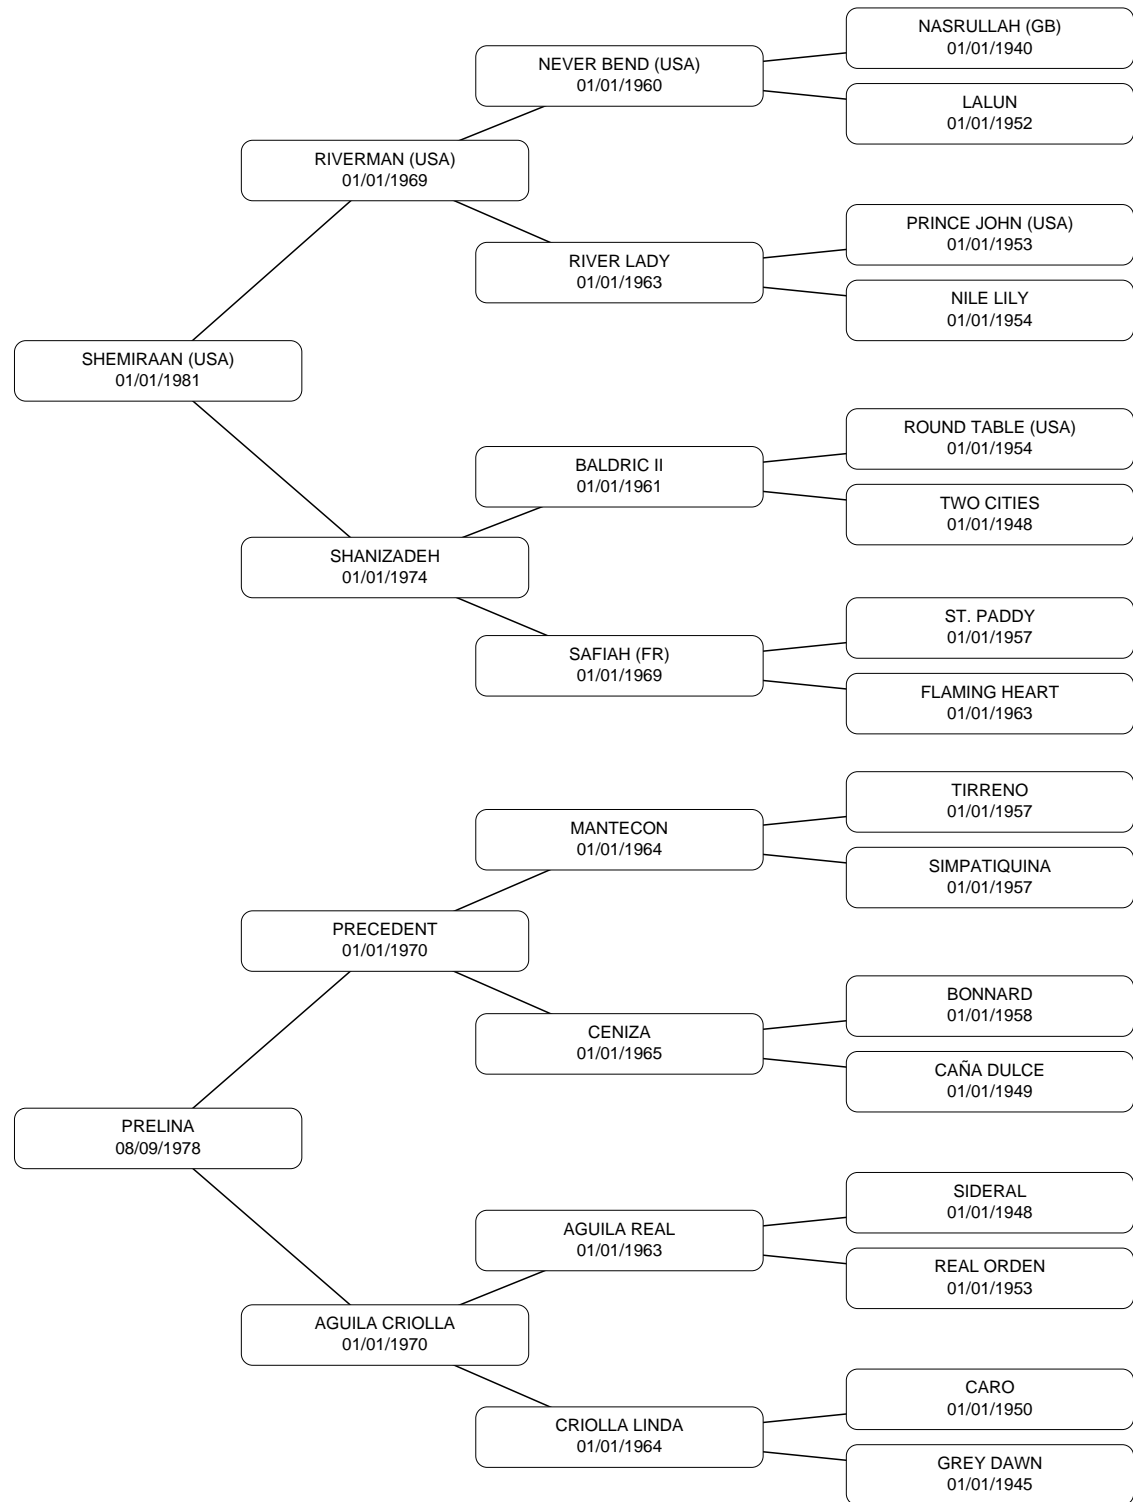 NASRULLAH (GB)
01/01/1940
NEVER BEND (USA)
01/01/1960
LALUN
01/01/1952
RIVERMAN (USA)
01/01/1969
PRINCE JOHN (USA)
01/01/1953
RIVER LADY
01/01/1963
NILE LILY
01/01/1954
SHEMIRAAN (USA)
01/01/1981
ROUND TABLE (USA)
01/01/1954
BALDRIC II
01/01/1961
TWO CITIES
01/01/1948
SHANIZADEH
01/01/1974
ST. PADDY
01/01/1957
SAFIAH (FR)
01/01/1969
FLAMING HEART
01/01/1963
TIRRENO
01/01/1957
MANTECON
01/01/1964
SIMPATIQUINA
01/01/1957
PRECEDENT
01/01/1970
BONNARD
01/01/1958
CENIZA
01/01/1965
CAÑA DULCE
01/01/1949
PRELINA
08/09/1978
SIDERAL
01/01/1948
AGUILA REAL
01/01/1963
REAL ORDEN
01/01/1953
AGUILA CRIOLLA
01/01/1970
CARO
01/01/1950
CRIOLLA LINDA
01/01/1964
GREY DAWN
01/01/1945